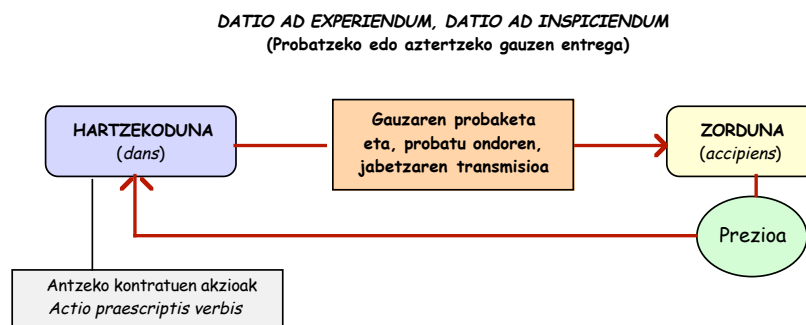 DATIO AD EXPERIENDUM, DATIO AD INSPICIENDUM
(Probatzeko edo aztertzeko gauzen entrega)
HARTZEKODUNA
(dans)
Gauzaren probaketa
eta, probatu ondoren,
jabetzaren transmisioa
ZORDUNA
(accipiens)
Prezioa
Antzeko kontratuen akzioak
Actio praescriptis verbis